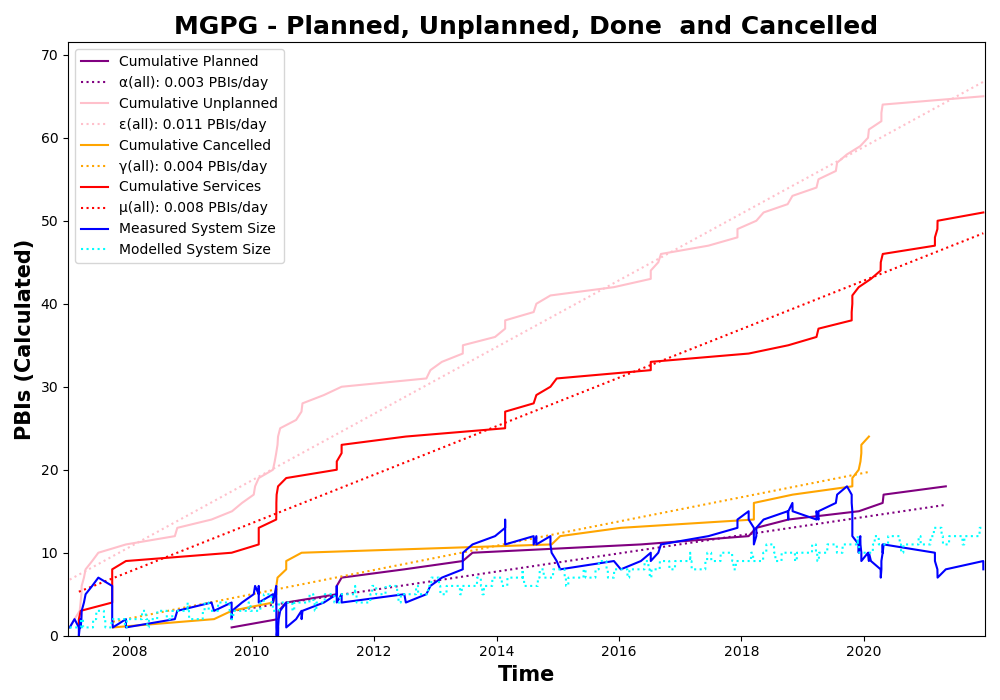 MGPG - Planned, Unplanned, Done  and Cancelled
Cumulative Planned
α(all): 0.003 PBIs/day
Cumulative Unplanned
ε(all): 0.011 PBIs/day
Cumulative Cancelled
γ(all): 0.004 PBIs/day
Cumulative Services
μ(all): 0.008 PBIs/day
Measured System Size
Modelled System Size
PBIs (Calculated)
70
60
50
40
30
20
10
0
2008 2010 2012 2014 2016 2018 2020
Time